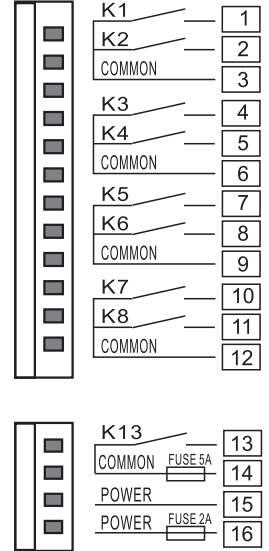 K1 1
K2 2
COMMON 3
K3 4
K4 5
COMMON 6
K5 7
K6 8
COMMON 9
K7 10
K8 11
COMMON 12
K13 13
COMMON FUSE 5A 14
POWER 15
POWER FUSE 2A 16